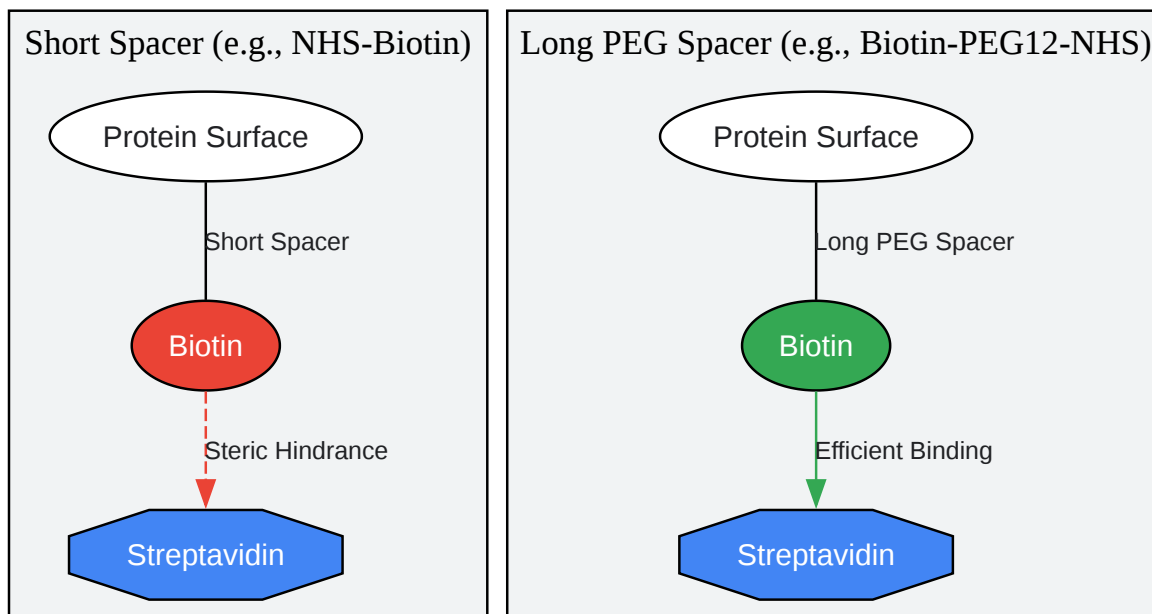 Short Spacer (e.g., NHS-Biotin)
Protein Surface
Short Spacer
Biotin
Steric Hindrance
Streptavidin
Long PEG Spacer (e.g., Biotin-PEG12-NHS)
Protein Surface
Long PEG Spacer
Biotin
Efficient Binding
Streptavidin